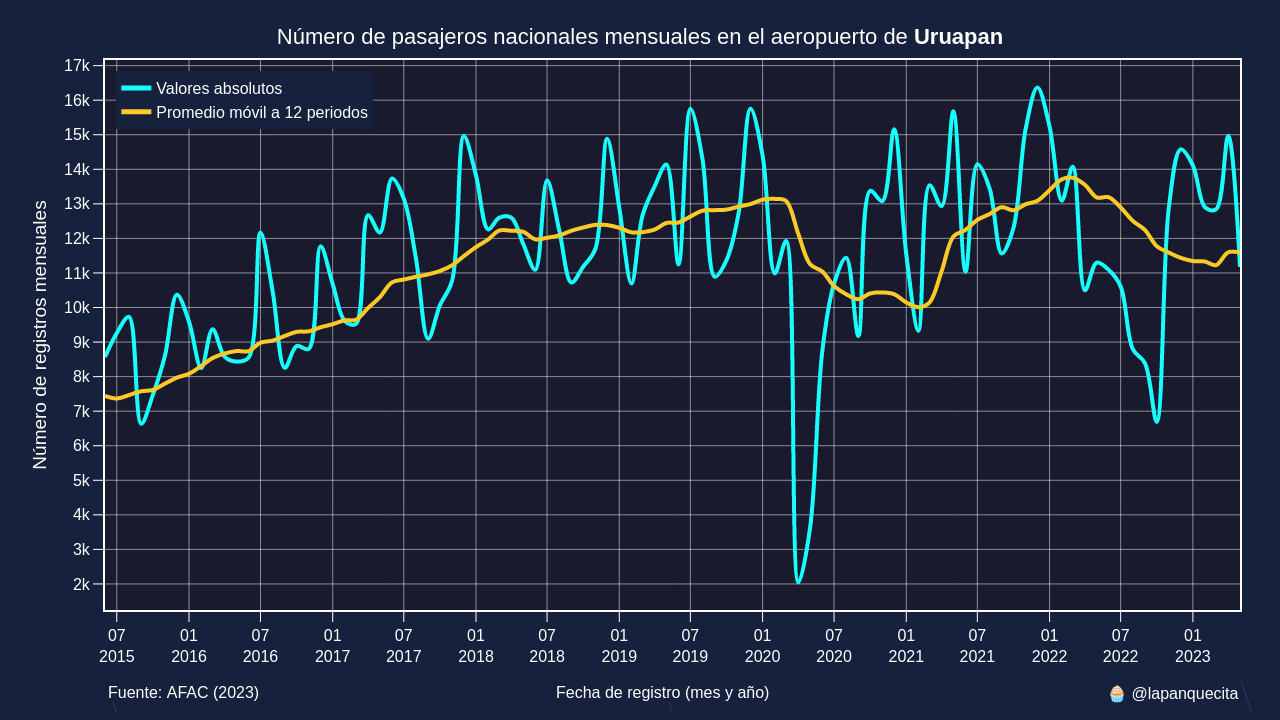 Número de pasajeros nacionales mensuales en el aeropuerto de Uruapan
Valores absolutos
Promedio móvil a 12 periodos
Número de registros mensuales
17k
16k
15k
14k
13k
12k
11k
10k
9k
8k
7k
6k
5k
4k
3k
2k
07 01 07 01 07 01 07 01 07 01 07 01 07 01 07 01
2015 2016 2016 2017 2017 2018 2018 2019 2019 2020 2020 2021 2021 2022 2022 2023
Fuente: AFAC (2023) Fecha de registro (mes y año) 🧁 @lapanquecita